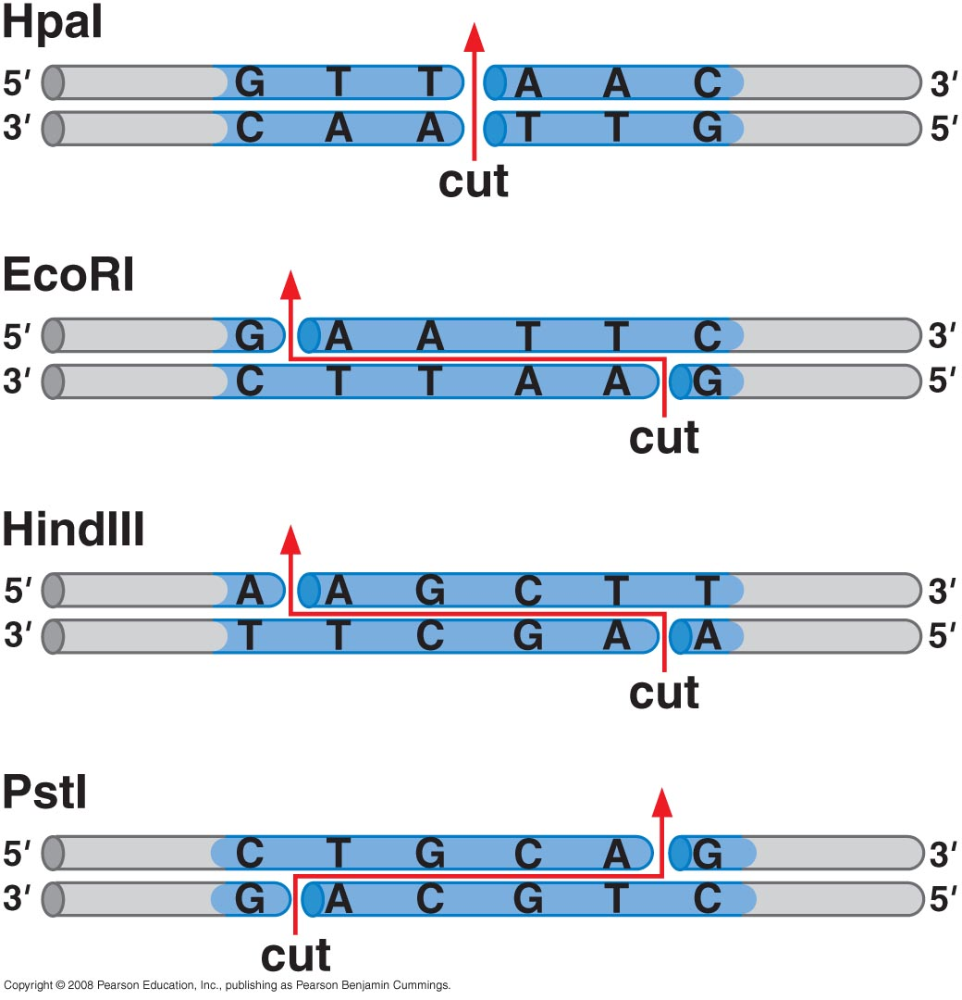 HpaI
5′ G T T A A C 3′
3′ C A A T T G 5′
cut
EcoRI
5′ G A A T T C 3′
3′ C T T A A G 5′
cut
HindIII
5′ A A G C T T 3′
3′ T T C G A A 5′
cut
PstI
5′ C T G C A G 3′
3′ G A C G T C 5′
cut
Copyright © 2008 Pearson Education, Inc., publishing as Pearson Benjamin Cummings.